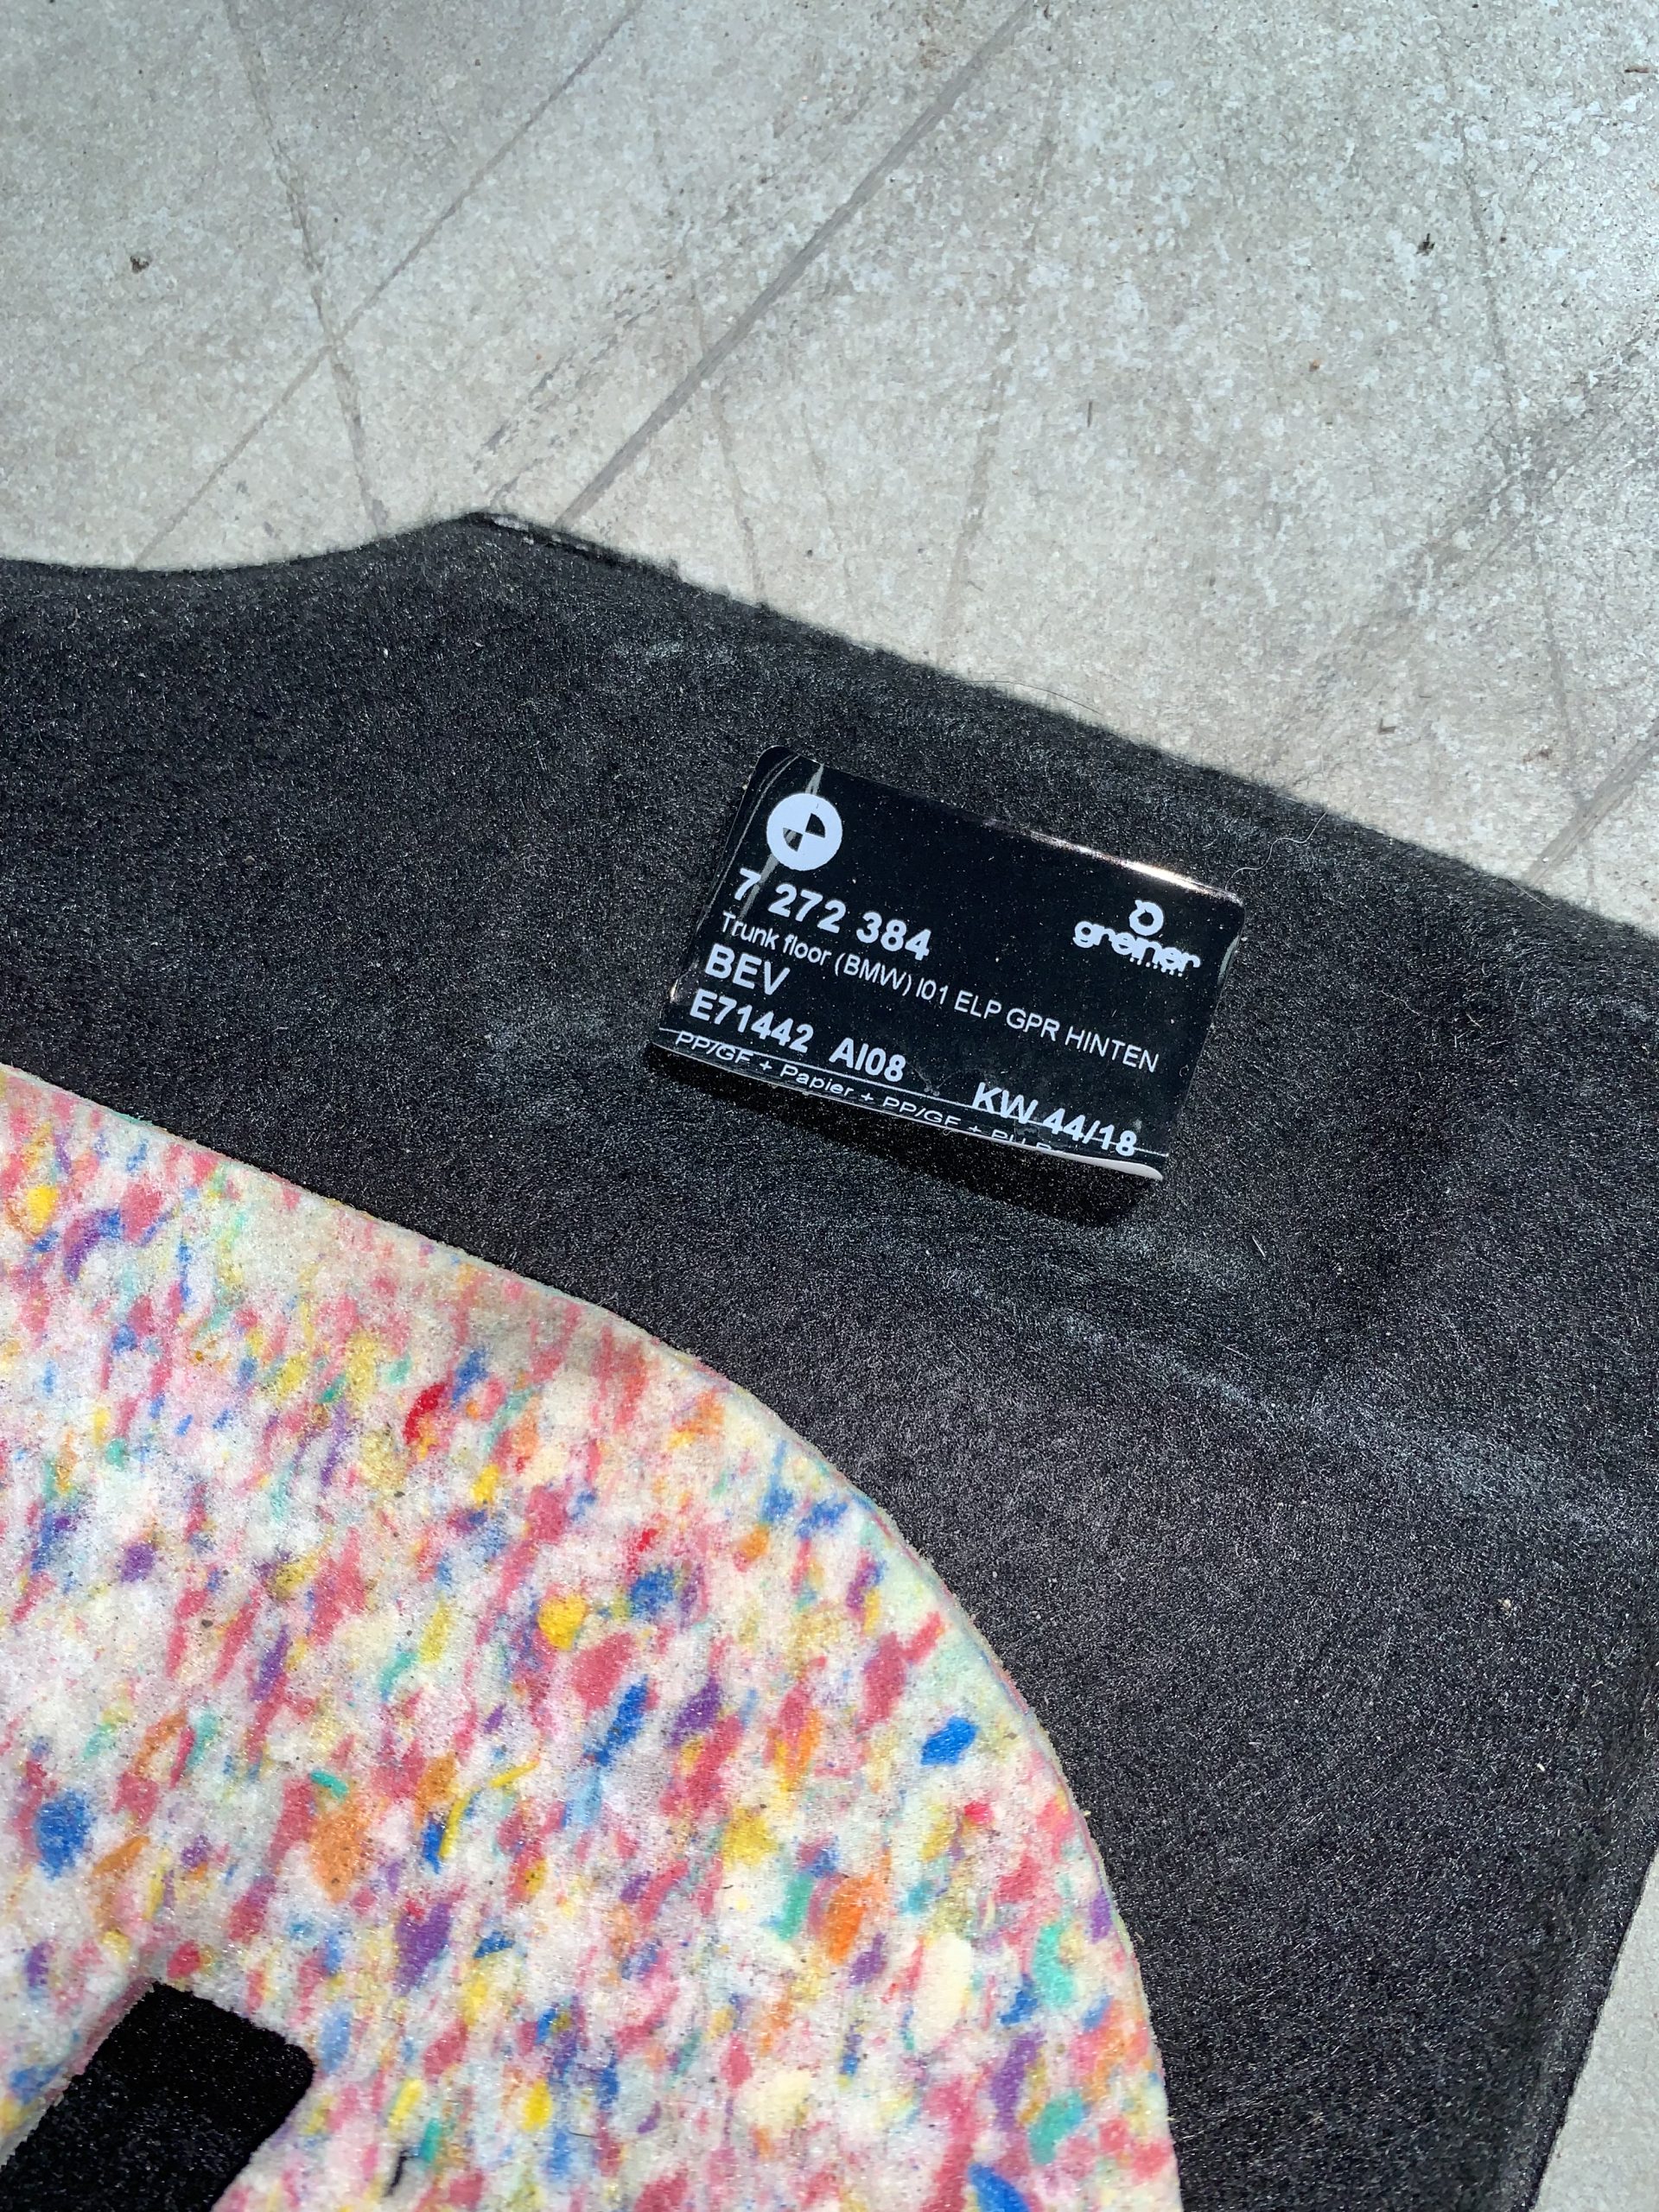 7 272 384
greiner
Trunk floor (BMW) I01 ELP GPR HINTEN
BEV
E71442 AI08
KW 44/18
PP/GF + Papier + PP/GF + PU